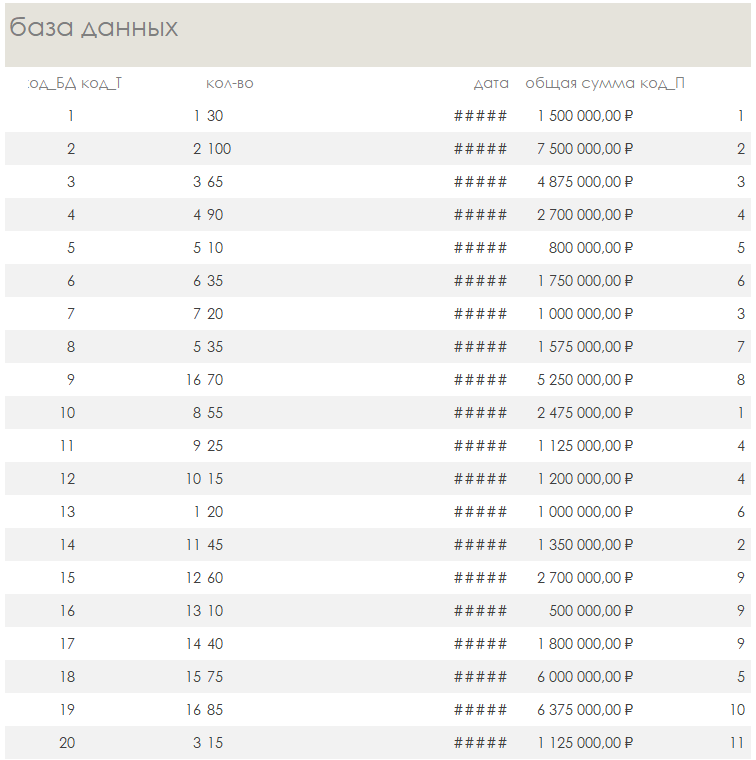 база данных
од_БД код_Т кол-во дата общая сумма код_П
1 1 30 ##### 1 500 000,00 ₽ 1
2 2 100 ##### 7 500 000,00 ₽ 2
3 3 65 ##### 4 875 000,00 ₽ 3
4 4 90 ##### 2 700 000,00 ₽ 4
5 5 10 ##### 800 000,00 ₽ 5
6 6 35 ##### 1 750 000,00 ₽ 6
7 7 20 ##### 1 000 000,00 ₽ 3
8 5 35 ##### 1 575 000,00 ₽ 7
9 16 70 ##### 5 250 000,00 ₽ 8
10 8 55 ##### 2 475 000,00 ₽ 1
11 9 25 ##### 1 125 000,00 ₽ 4
12 10 15 ##### 1 200 000,00 ₽ 4
13 1 20 ##### 1 000 000,00 ₽ 6
14 11 45 ##### 1 350 000,00 ₽ 2
15 12 60 ##### 2 700 000,00 ₽ 9
16 13 10 ##### 500 000,00 ₽ 9
17 14 40 ##### 1 800 000,00 ₽ 9
18 15 75 ##### 6 000 000,00 ₽ 5
19 16 85 ##### 6 375 000,00 ₽ 10
20 3 15 ##### 1 125 000,00 ₽ 11